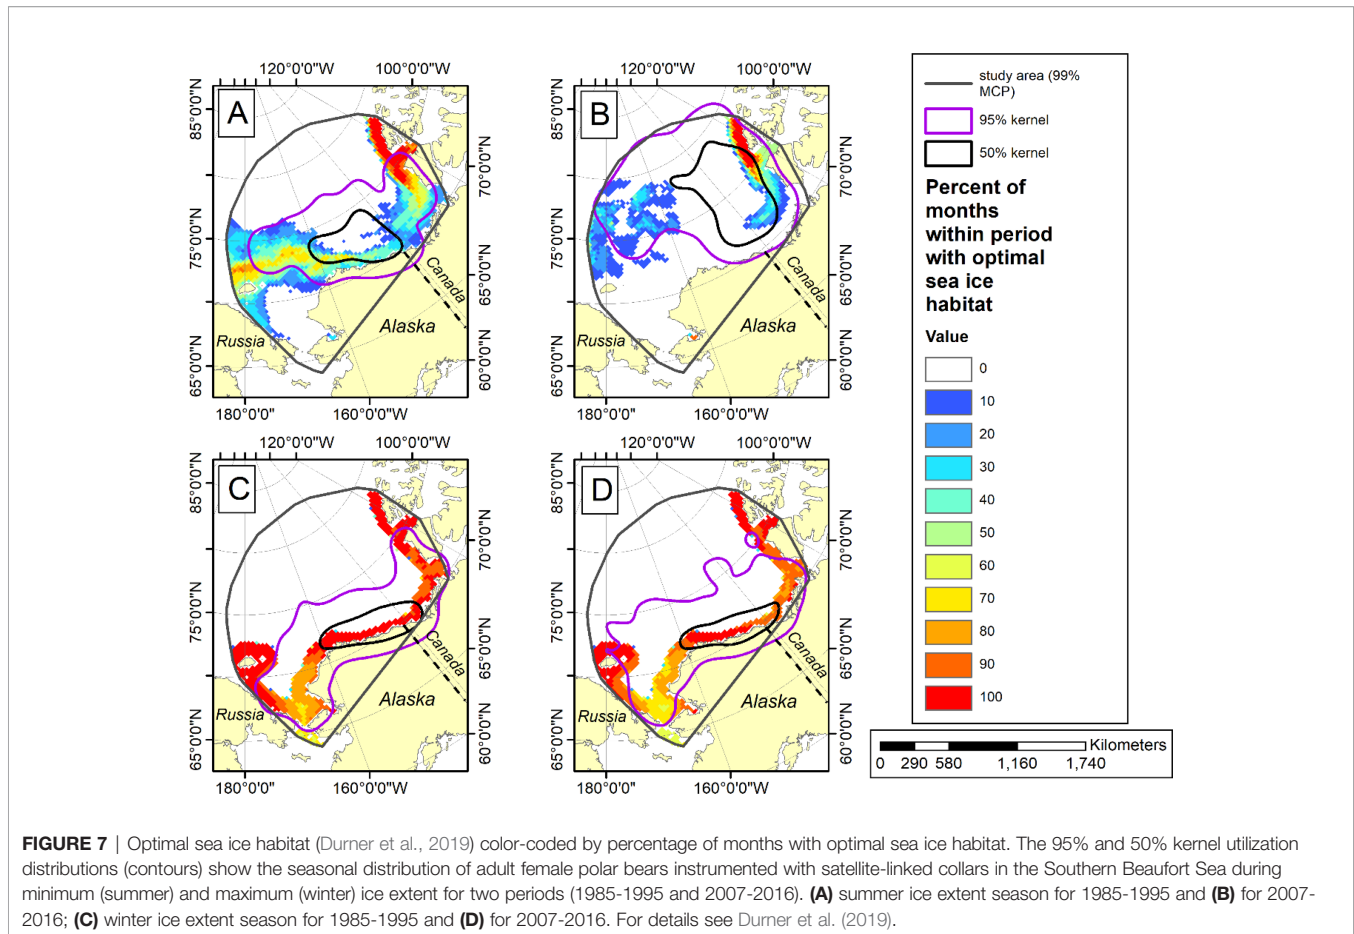 120°0'0"W 100°0'0"W
A
85°0'0"N
75°0'0"N
65°0'0"N
70°0'0"N
65°0'0"N
60°0'0"N
Canada
Alaska
Russia
180°0'0" 160°0'0"W
120°0'0"W 100°0'0"W
B
85°0'0"N
75°0'0"N
65°0'0"N
70°0'0"N
65°0'0"N
60°0'0"N
Canada
Alaska
Russia
180°0'0" 160°0'0"W
120°0'0"W 100°0'0"W
C
85°0'0"N
75°0'0"N
65°0'0"N
70°0'0"N
65°0'0"N
60°0'0"N
Canada
Alaska
Russia
180°0'0" 160°0'0"W
120°0'0"W 100°0'0"W
D
85°0'0"N
75°0'0"N
65°0'0"N
70°0'0"N
65°0'0"N
60°0'0"N
Canada
Alaska
Russia
180°0'0" 160°0'0"W
study area (99%
MCP)
95% kernel
50% kernel
Percent of
months
within period
with optimal
sea ice
habitat
Value
0
10
20
30
40
50
60
70
80
90
100
Kilometers
0 290 580 1,160 1,740
FIGURE 7 | Optimal sea ice habitat (Durner et al., 2019) color-coded by percentage of months with optimal sea ice habitat. The 95% and 50% kernel utilization
distributions (contours) show the seasonal distribution of adult female polar bears instrumented with satellite-linked collars in the Southern Beaufort Sea during
minimum (summer) and maximum (winter) ice extent for two periods (1985-1995 and 2007-2016). (A) summer ice extent season for 1985-1995 and (B) for 2007-
2016; (C) winter ice extent season for 1985-1995 and (D) for 2007-2016. For details see Durner et al. (2019).